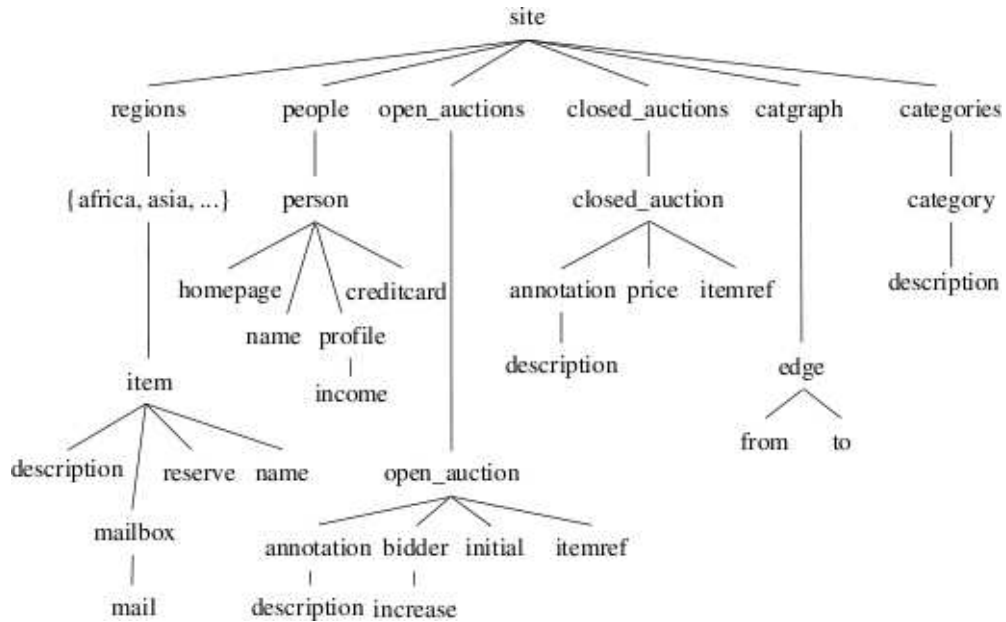 site
regions people open_auctions closed_auctions catgraph categories
{africa, asia, ...} person closed_auction category
homepage creditcard annotation price itemref description
name profile
description edge
item income
from to
description reserve name open_auction
mailbox annotation bidder initial itemref
mail description increase